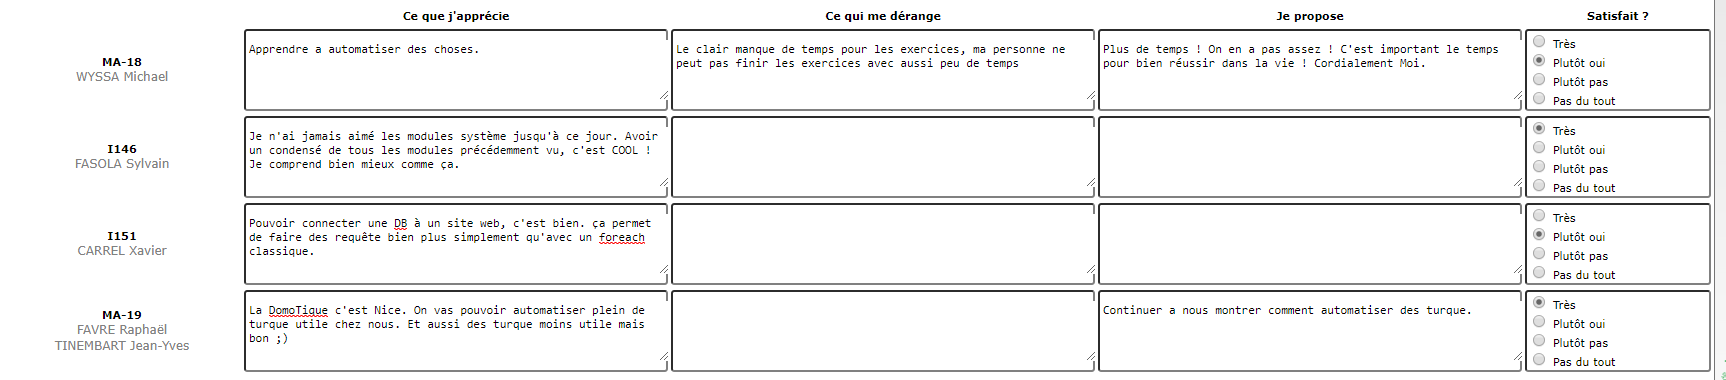 Ce que j'apprécie
Ce qui me dérange
Je propose
Satisfait ?
MA-18
WYSSA Michael
Apprendre a automatiser des choses.
Le clair manque de temps pour les exercices, ma personne ne
peut pas finir les exercices avec aussi peu de temps
Plus de temps ! On en a pas assez ! C'est important le temps
pour bien réussir dans la vie ! Cordialement Moi.
Très
Plutôt oui
Plutôt pas
Pas du tout
I146
FASOLA Sylvain
Je n'ai jamais aimé les modules système jusqu'à ce jour. Avoir
un condensé de tous les modules précédemment vu, c'est COOL !
Je comprend bien mieux comme ça.
Très
Plutôt oui
Plutôt pas
Pas du tout
I151
CARREL Xavier
Pouvoir connecter une DB à un site web, c'est bien. ça permet
de faire des requête bien plus simplement qu'avec un foreach
classique.
Très
Plutôt oui
Plutôt pas
Pas du tout
MA-19
FAVRE Raphaël
TINEMBART Jean-Yves
La DomoTique c'est Nice. On vas pouvoir automatiser plein de
turque utile chez nous. Et aussi des turque moins utile mais
bon ;)
Continuer a nous montrer comment automatiser des turque.
Très
Plutôt oui
Plutôt pas
Pas du tout